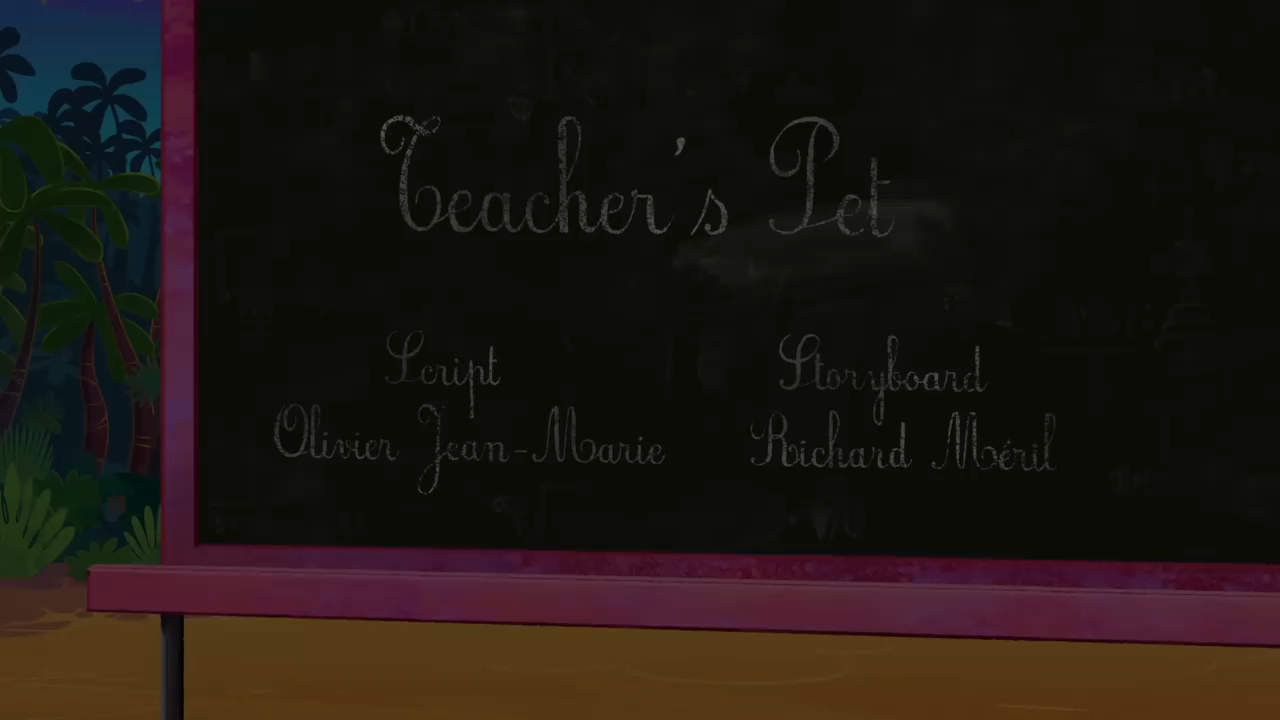 Teacher's Pet
Script
Olivier Jean-Marie
Storyboard
Richard Méril